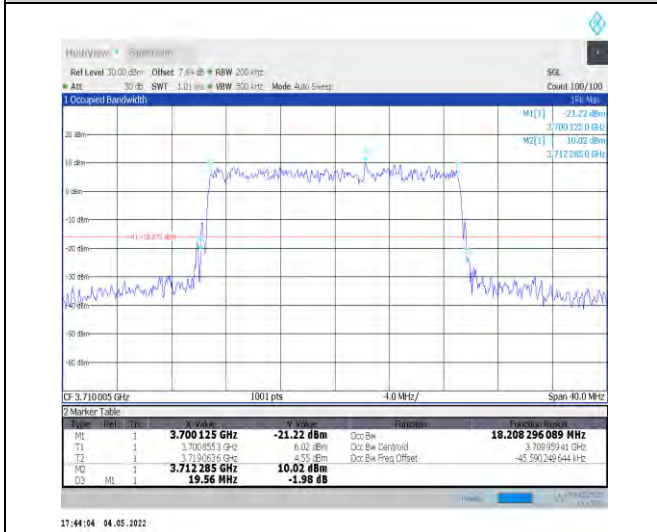 MultiView Spectrum
Ref Level 30.00 dBm Offset 7.64 dB RBW 200 kHz SGL
Att 30 dB SWT 1.01 ms VBW 500 kHz Mode Auto Sweep Count 100/100
1 Occupied Bandwidth 1Pk Max
M1[1] -21.22 dBm
3.700 125 0 GHz
M2[1] 10.02 dBm
3.712 285 0 GHz
20 dBm
10 dBm
0 dBm
-10 dBm
-20 dBm
-30 dBm
-40 dBm
-50 dBm
-60 dBm
CF 3.710 005 GHz 1001 pts 4.0 MHz/ Span 40.0 MHz
2 Marker Table
Type Ref Trc X-Value Y-Value Function Function Result
M1 1 3.700 125 GHz -21.22 dBm Occ Bw 18.208 296 089 MHz
T1 1 3.700 855 3 GHz 6.02 dBm Occ Bw Centroid 3.709 959 41 GHz
T2 1 3.719 063 6 GHz 4.55 dBm Occ Bw Freq Offset -45.590 249 644 kHz
M2 1 3.712 285 GHz 10.02 dBm
D3 M1 1 19.56 MHz -1.98 dB
17:44:04 04.05.2022